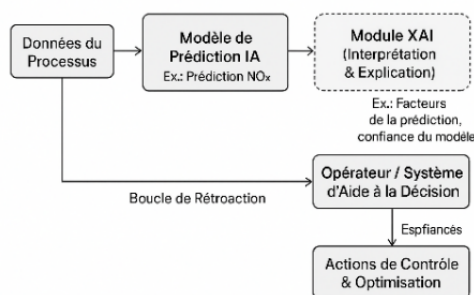 Données du
Processus
Modèle de
Prédiction IA
Ex.: Prédiction NOₓ
Module XAI
(Interprétation
& Explication)
Ex.: Facteurs
de la prédiction,
confiance du modèle
Opérateur / Système
d'Aide à la Décision
Boucle de Rétroaction
Espfiancés
Actions de Contrôle
& Optimisation